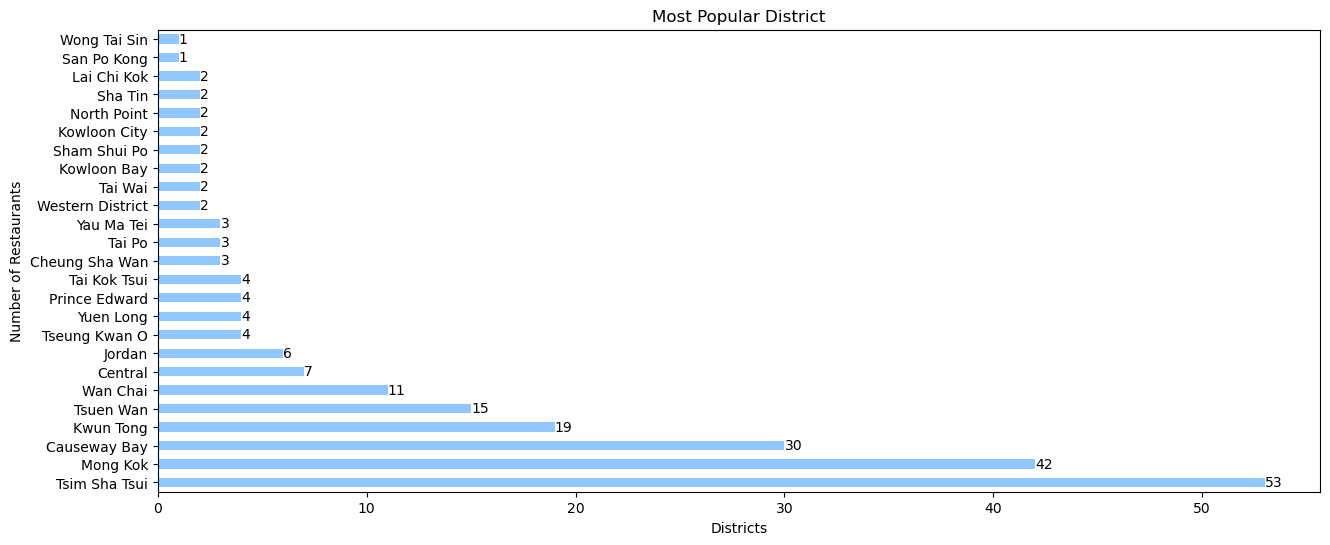 Most Popular District
Number of Restaurants
Wong Tai Sin 1
San Po Kong 1
Lai Chi Kok 2
Sha Tin 2
North Point 2
Kowloon City 2
Sham Shui Po 2
Kowloon Bay 2
Tai Wai 2
Western District 2
Yau Ma Tei 3
Tai Po 3
Cheung Sha Wan 3
Tai Kok Tsui 4
Prince Edward 4
Yuen Long 4
Tseung Kwan O 4
Jordan 6
Central 7
Wan Chai 11
Tsuen Wan 15
Kwun Tong 19
Causeway Bay 30
Mong Kok 42
Tsim Sha Tsui 53
0 10 20 30 40 50
Districts